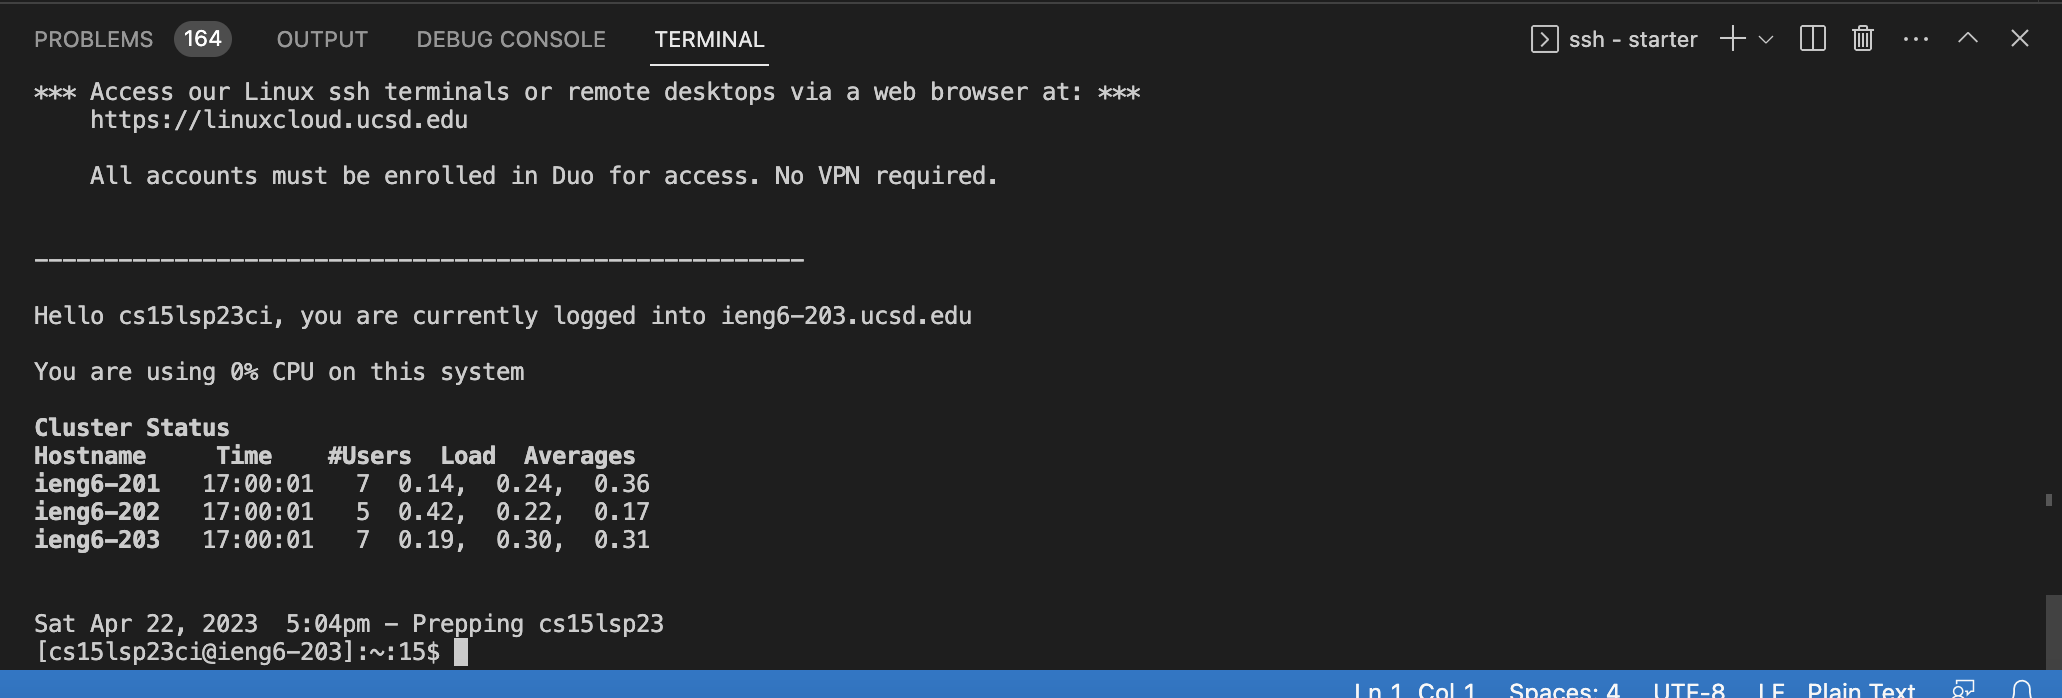 PROBLEMS 164 OUTPUT DEBUG CONSOLE TERMINAL ssh - starter
*** Access our Linux ssh terminals or remote desktops via a web browser at: ***
https://linuxcloud.ucsd.edu
All accounts must be enrolled in Duo for access. No VPN required.
-------------------------------------------------------
Hello cs15lsp23ci, you are currently logged into ieng6-203.ucsd.edu
You are using 0% CPU on this system
Cluster Status
Hostname Time #Users Load Averages
ieng6-201 17:00:01 7 0.14, 0.24, 0.36
ieng6-202 17:00:01 5 0.42, 0.22, 0.17
ieng6-203 17:00:01 7 0.19, 0.30, 0.31
Sat Apr 22, 2023 5:04pm - Prepping cs15lsp23
[cs15lsp23ci@ieng6-203]:~:15$
Ln 1, Col 1 Spaces: 4 UTF-8 LF Plain Text